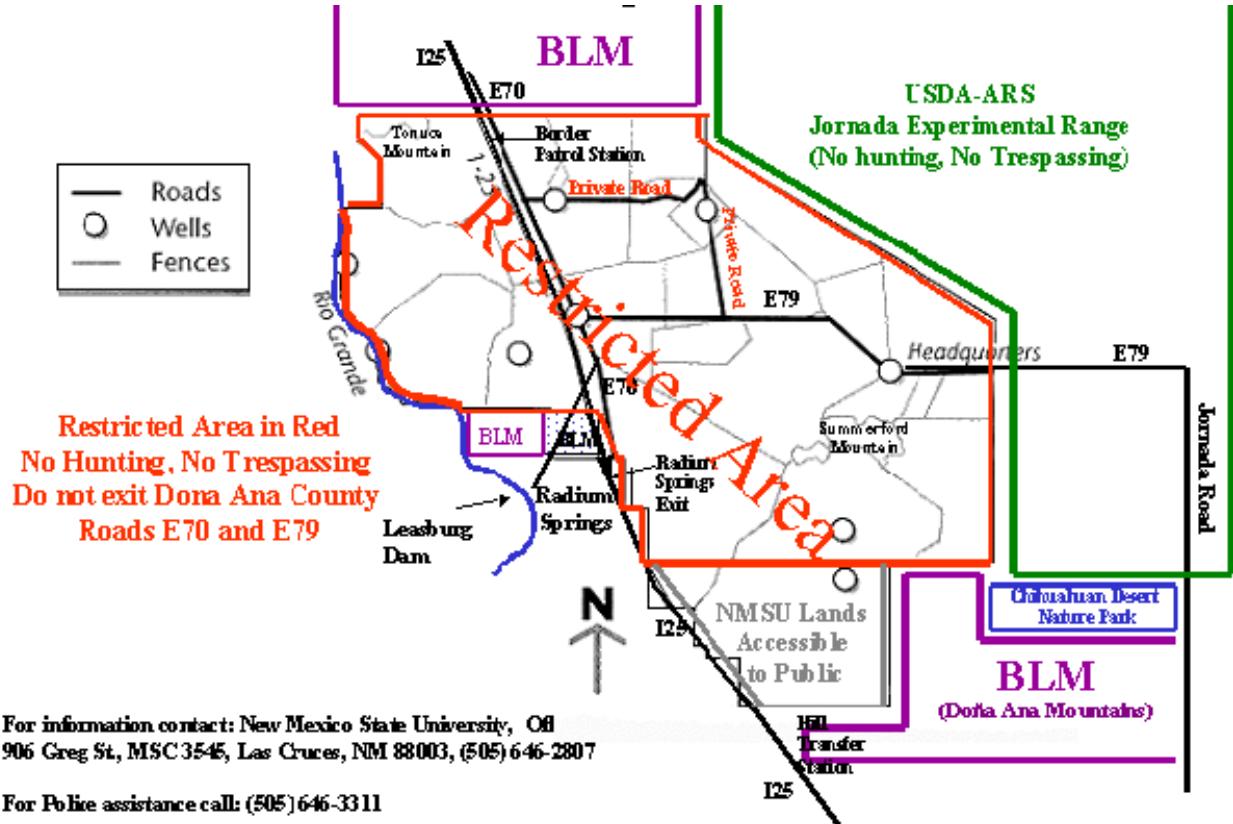 I25
BLM
E70
USDA-ARS
Jornada Experimental Range
(No hunting, No Trespassing)
Tonuca
Mountain
Border
Patrol Station
I-25
Private Road
Roads
Wells
Fences
Restricted Area
Private Road
E79
Rio Grande
Headquarters
E79
E70
Jornada Road
Restricted Area in Red
No Hunting, No Trespassing
Do not exit Dona Ana County
Roads E70 and E79
BLM
BLM
Summerford
Mountain
Radium
Springs
Exit
Radium
Springs
Leasburg
Dam
N
I25
NMSU Lands
Accessible
to Public
Chihuahuan Desert
Nature Park
BLM
(Doña Ana Mountains)
For information contact: New Mexico State University, Off
906 Greg St., MSC 3545, Las Cruces, NM 88003, (505) 646-2807
Hill
Transfer
Station
I25
For Police assistance call: (505) 646-3311